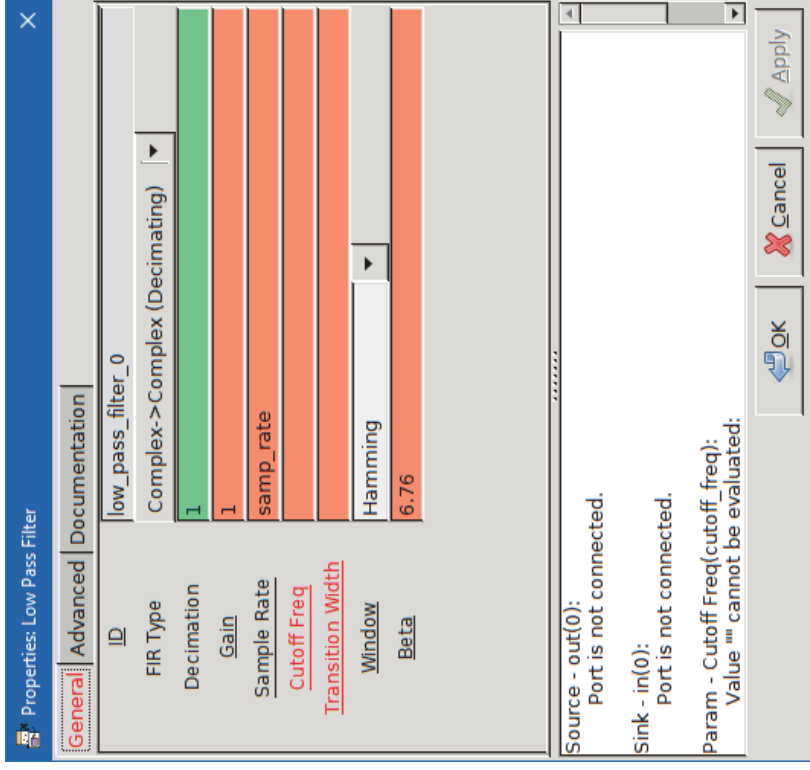 Properties: Low Pass Filter
General Advanced Documentation
ID low_pass_filter_0
FIR Type Complex->Complex (Decimating)
Decimation 1
Gain 1
Sample Rate samp_rate
Cutoff Freq
Transition Width
Window Hamming
Beta 6.76
Source - out(0):
Port is not connected.
Sink - in(0):
Port is not connected.
Param - Cutoff Freq(cutoff_freq):
Value "" cannot be evaluated:
OK Cancel Apply